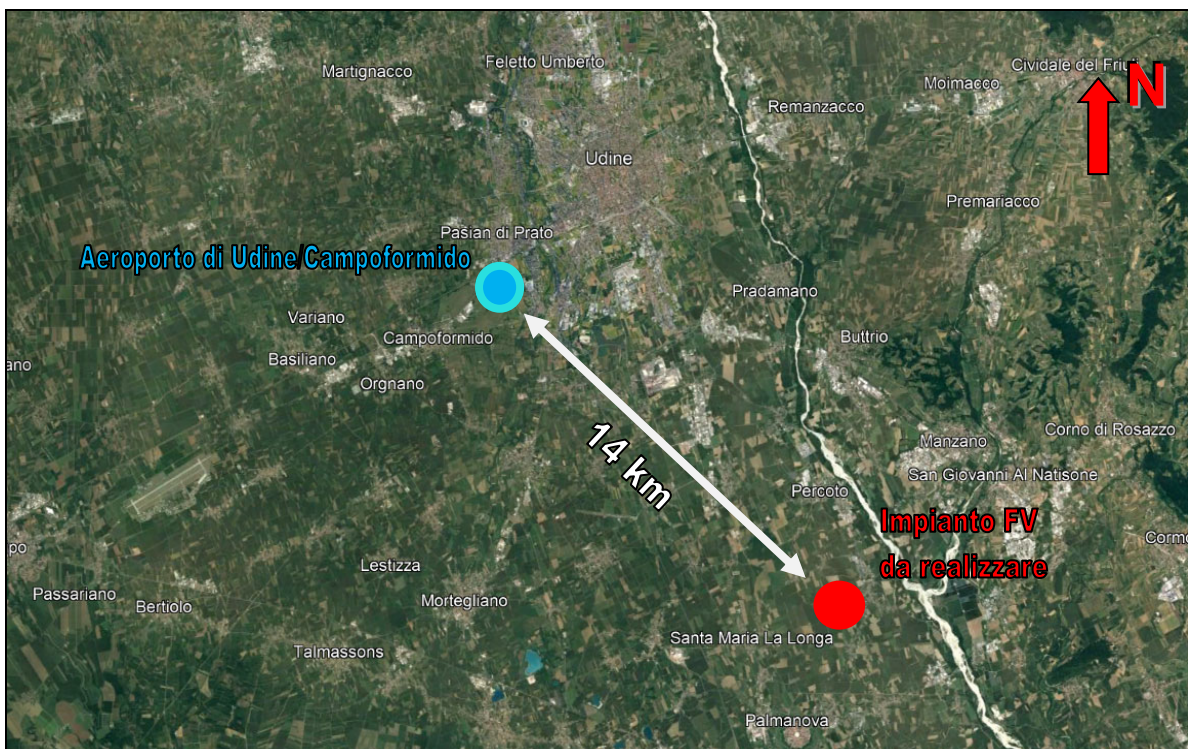 Martignacco
Feletto Umberto
Cividale del Friuli
Moimacco
N
Remanzacco
Udine
Premariacco
Pasian di Prato
Aeroporto di Udine/Campoformido
Pradamano
Variano
Campoformido
Buttrio
Basiliano
ano
Orgnano
14 km
Manzano
Corno di Rosazzo
San Giovanni Al Natisone
Percoto
Impianto FV
da realizzare
Cormo
po
Lestizza
Passariano
Bertiolo
Mortegliano
Santa Maria La Longa
Talmassons
Palmanova